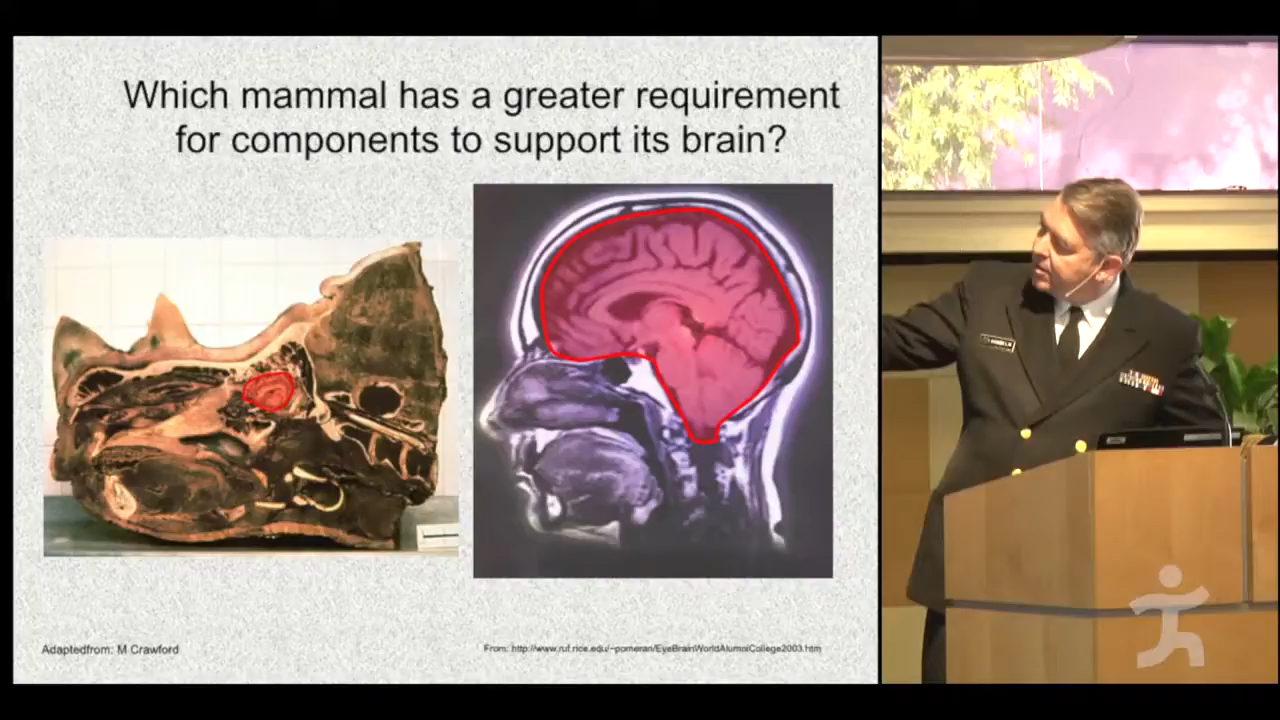 Which mammal has a greater requirement
for components to support its brain?
Adaptedfrom: M Crawford
From: http://www.ruf.rice.edu/~pomeran/EyeBrainWorldAlumniCollege2003.htm